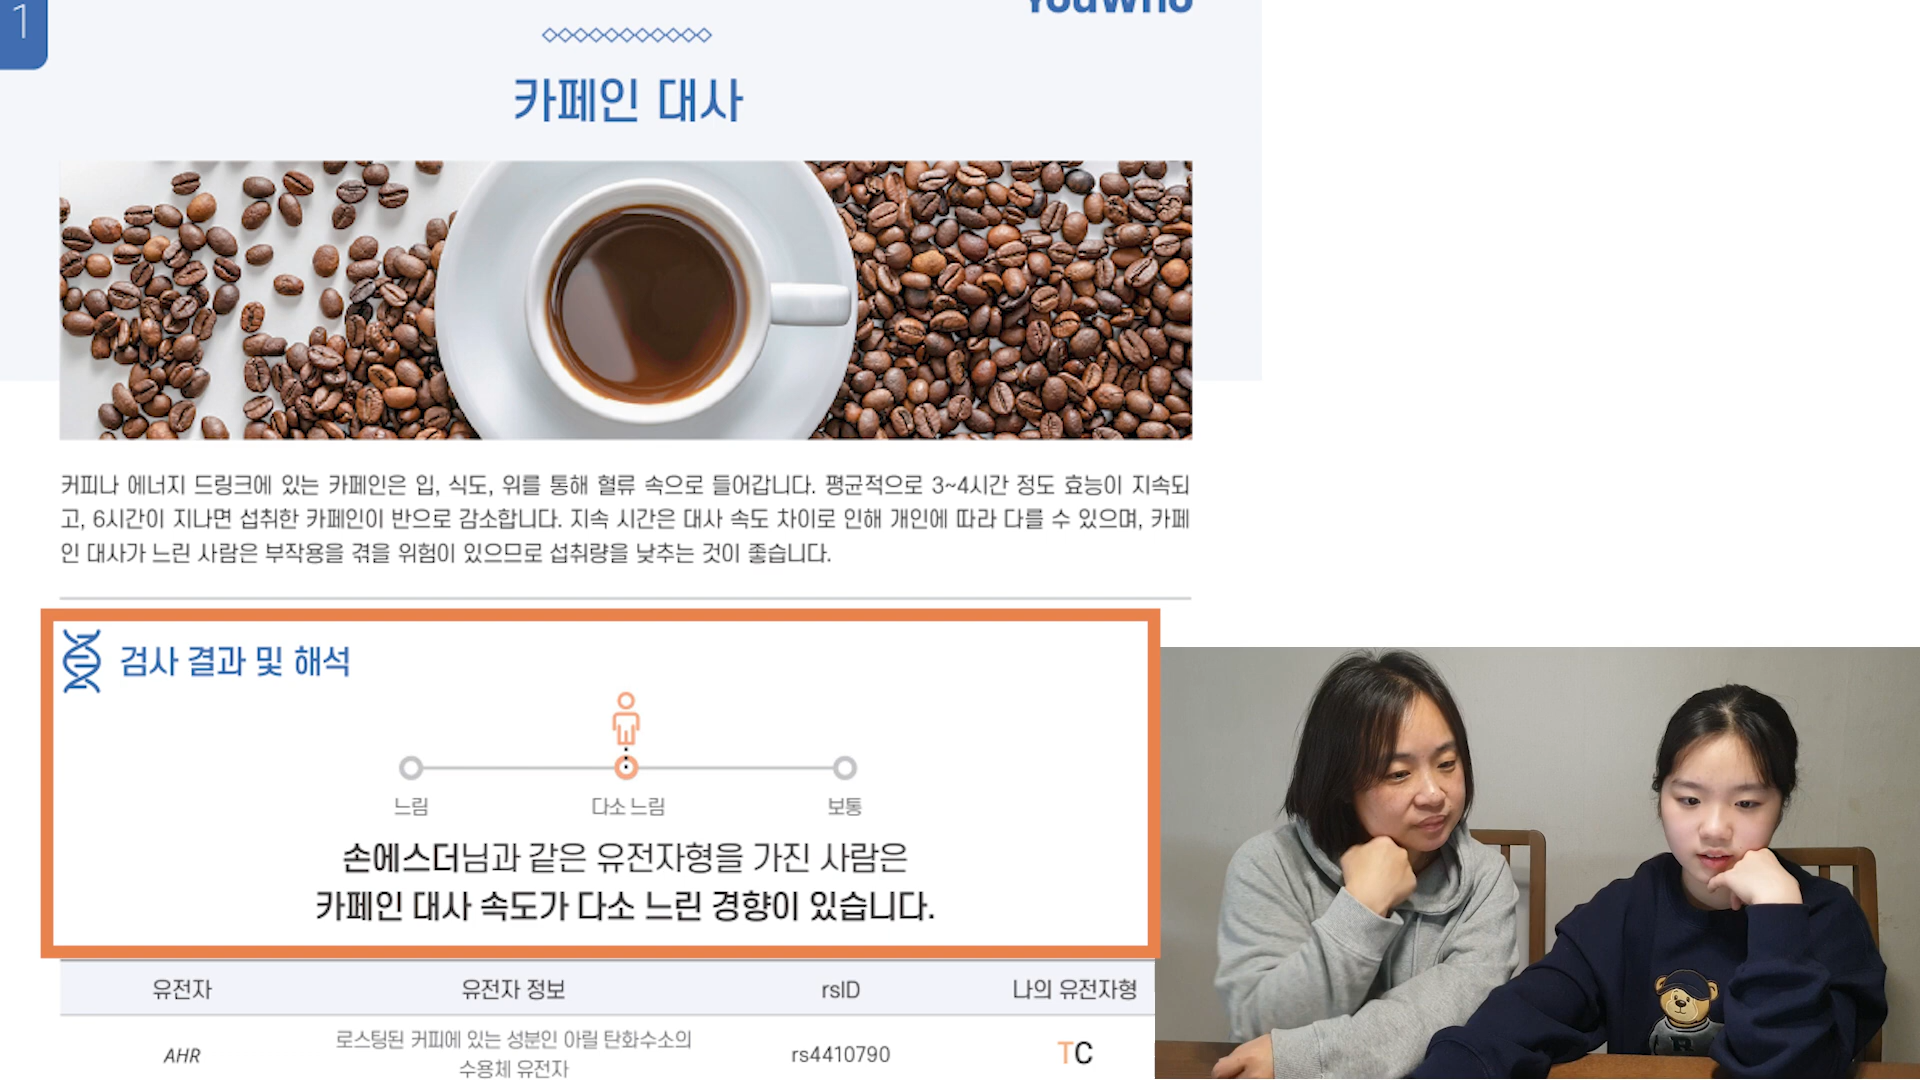 1
YouWho
카페인 대사
커피나 에너지 드링크에 있는 카페인은 입, 식도, 위를 통해 혈류 속으로 들어갑니다. 평균적으로 3~4시간 정도 효능이 지속되
고, 6시간이 지나면 섭취한 카페인이 반으로 감소합니다. 지속 시간은 대사 속도 차이로 인해 개인에 따라 다를 수 있으며, 카페
인 대사가 느린 사람은 부작용을 겪을 위험이 있으므로 섭취량을 낮추는 것이 좋습니다.
검사 결과 및 해석
느림 다소 느림 보통
손에스더님과 같은 유전자형을 가진 사람은
카페인 대사 속도가 다소 느린 경향이 있습니다.
유전자 유전자 정보 rsID 나의 유전자형
로스팅된 커피에 있는 성분인 아릴 탄화수소의
AHR rs4410790 TC
수용체 유전자